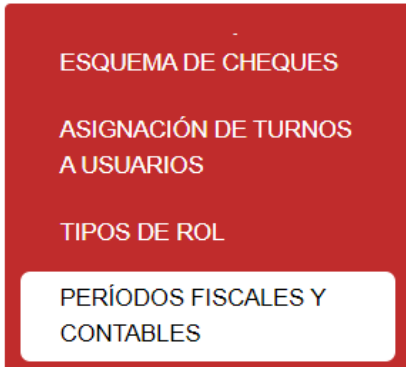 ESQUEMA DE CHEQUES
ASIGNACIÓN DE TURNOS
A USUARIOS
TIPOS DE ROL
PERÍODOS FISCALES Y
CONTABLES